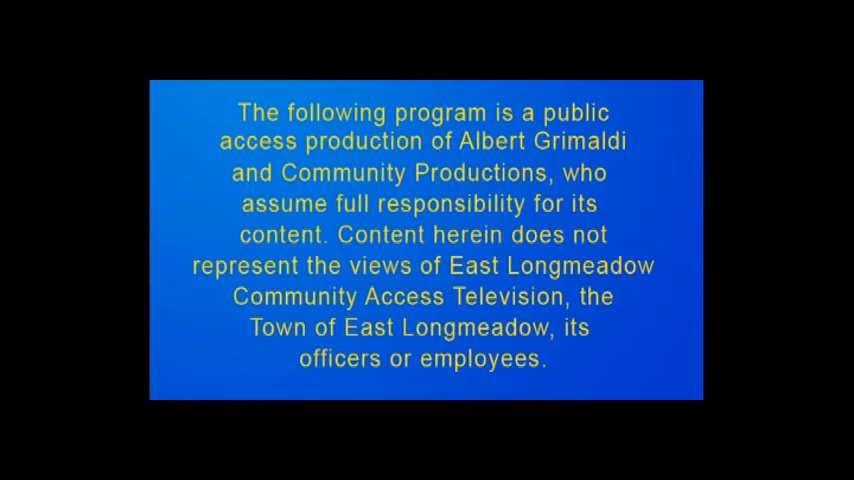 The following program is a public
access production of Albert Grimaldi
and Community Productions, who
assume full responsibility for its
content. Content herein does not
represent the views of East Longmeadow
Community Access Television, the
Town of East Longmeadow, its
officers or employees.